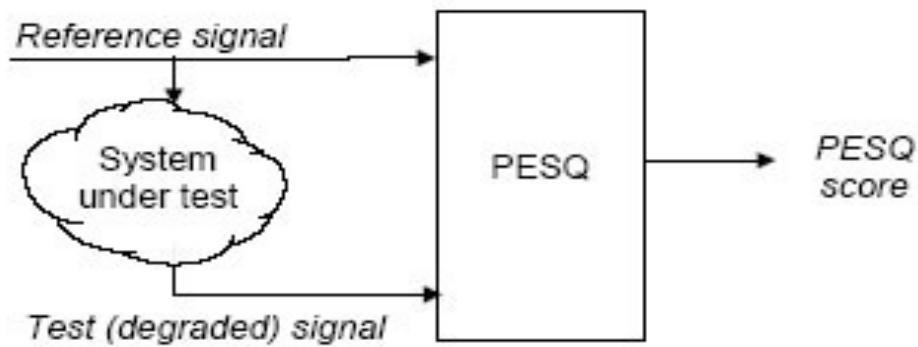 Reference signal
System
under test
PESQ
PESQ
score
Test (degraded) signal